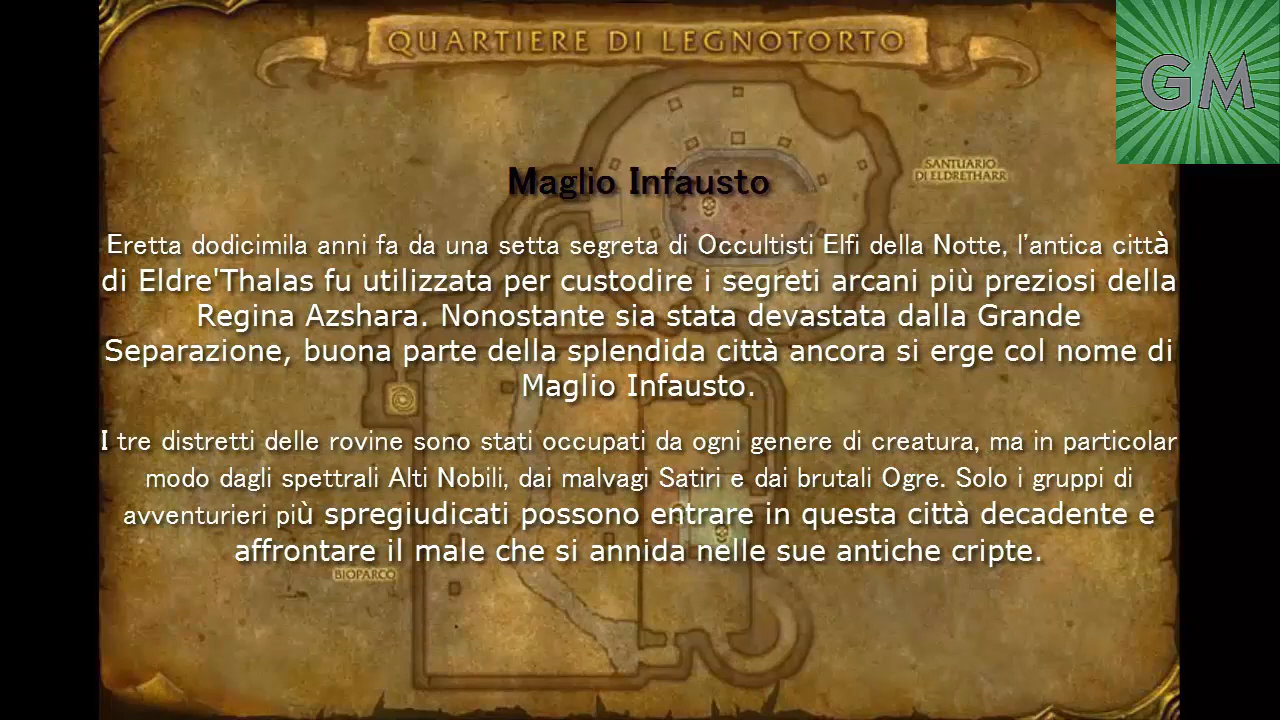 QUARTIERE DI LEGNOTORTO
GM
SANTUARIO
DI ELDRETHARR
Maglio Infausto
Eretta dodicimila anni fa da una setta segreta di Occultisti Elfi della Notte, l'antica città
di Eldre'Thalas fu utilizzata per custodire i segreti arcani più preziosi della
Regina Azshara. Nonostante sia stata devastata dalla Grande
Separazione, buona parte della splendida città ancora si erge col nome di
Maglio Infausto.
I tre distretti delle rovine sono stati occupati da ogni genere di creatura, ma in particolar
modo dagli spettrali Alti Nobili, dai malvagi Satiri e dai brutali Ogre. Solo i gruppi di
avventurieri più spregiudicati possono entrare in questa città decadente e
affrontare il male che si annida nelle sue antiche cripte.
BIOPARCO